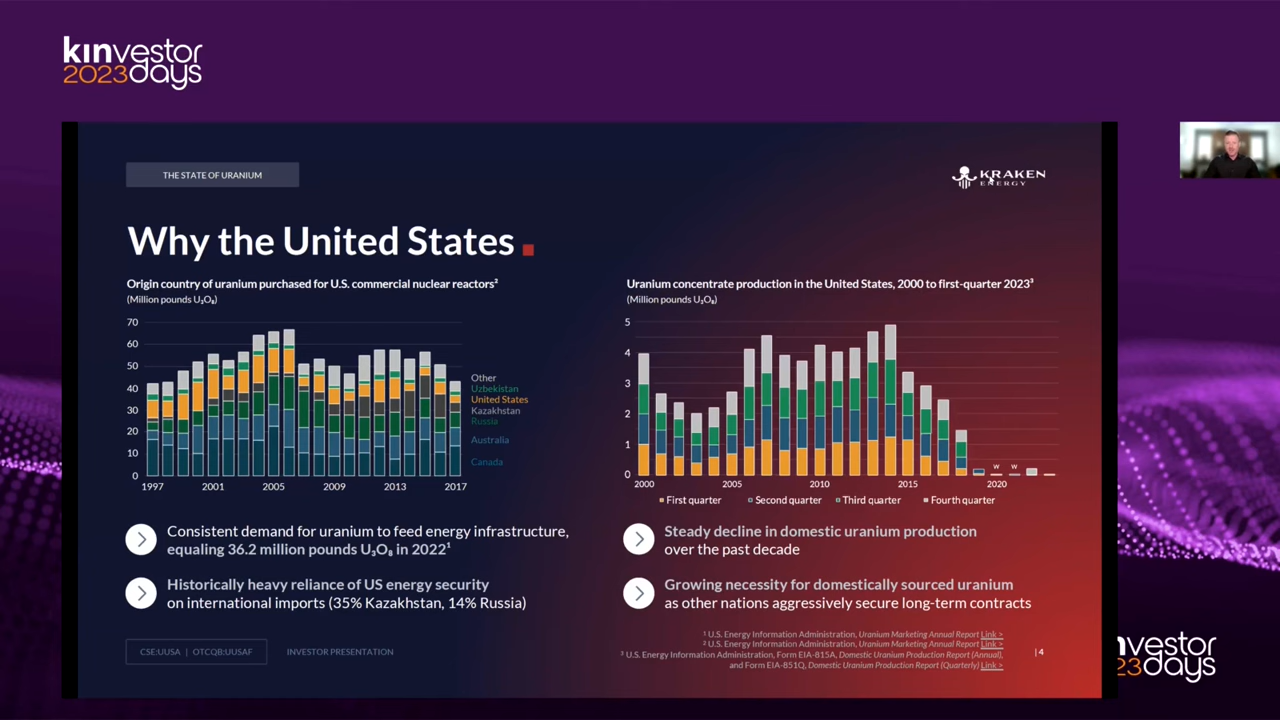 kinvestor
2023days
THE STATE OF URANIUM
KRAKEN
ENERGY
Why the United States
Origin country of uranium purchased for U.S. commercial nuclear reactors²
(Million pounds U₃O₈)
70
60
50
40
30
20
10
0
1997 2001 2005 2009 2013 2017
Other
Uzbekistan
United States
Kazakhstan
Russia
Australia
Canada
Uranium concentrate production in the United States, 2000 to first-quarter 2023³
(Million pounds U₃O₈)
5
4
3
2
1
0
w w
2000 2005 2010 2015 2020
First quarter Second quarter Third quarter Fourth quarter
Consistent demand for uranium to feed energy infrastructure,
equaling 36.2 million pounds U₃O₈ in 2022¹
Historically heavy reliance of US energy security
on international imports (35% Kazakhstan, 14% Russia)
Steady decline in domestic uranium production
over the past decade
Growing necessity for domestically sourced uranium
as other nations aggressively secure long-term contracts
¹ U.S. Energy Information Administration, Uranium Marketing Annual Report Link >
² U.S. Energy Information Administration, Uranium Marketing Annual Report Link >
³ U.S. Energy Information Administration, Form EIA-815A, Domestic Uranium Production Report (Annual),
and Form EIA-851Q, Domestic Uranium Production Report (Quarterly) Link >
CSE:UUSA | OTCQB:UUSAF INVESTOR PRESENTATION
| 4
nvestor
23days